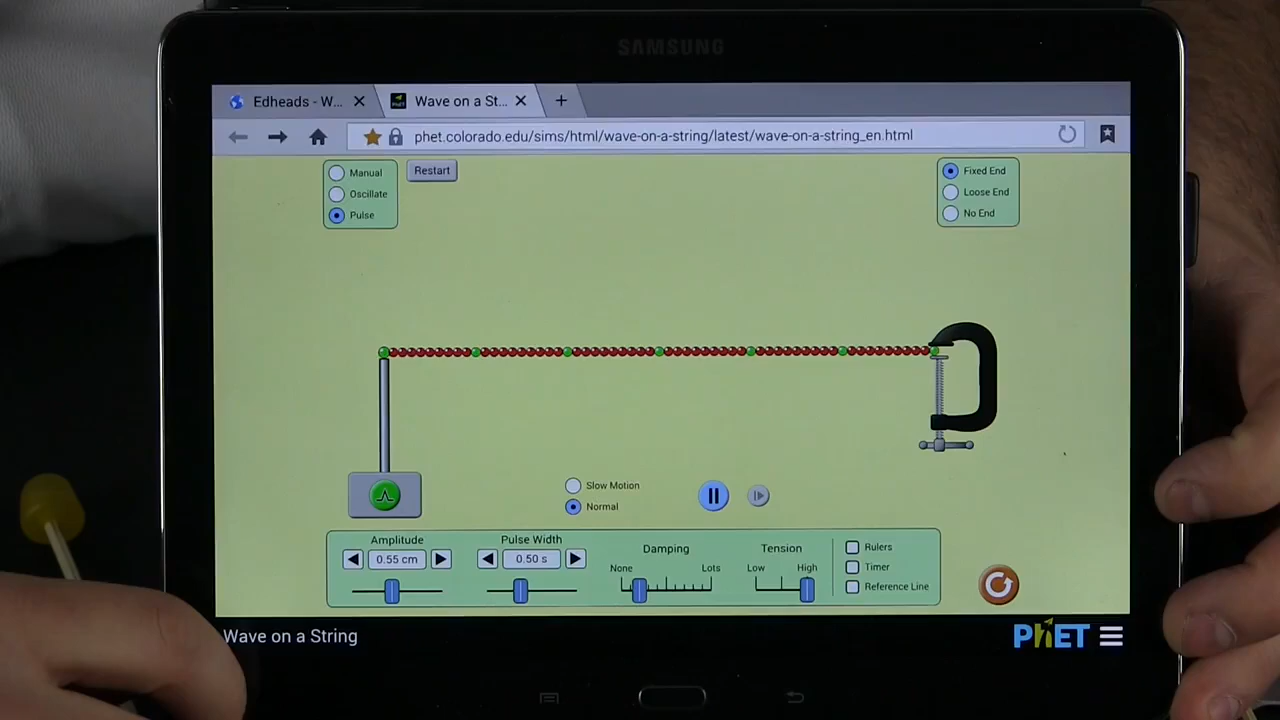 SAMSUNG
Edheads - W...
Wave on a St...
phet.colorado.edu/sims/html/wave-on-a-string/latest/wave-on-a-string_en.html
Manual
Oscillate
Pulse
Restart
Fixed End
Loose End
No End
Slow Motion
Normal
Amplitude
0.55 cm
Pulse Width
0.50 s
Damping
None
Lots
Tension
Low
High
Rulers
Timer
Reference Line
Wave on a String
PhET